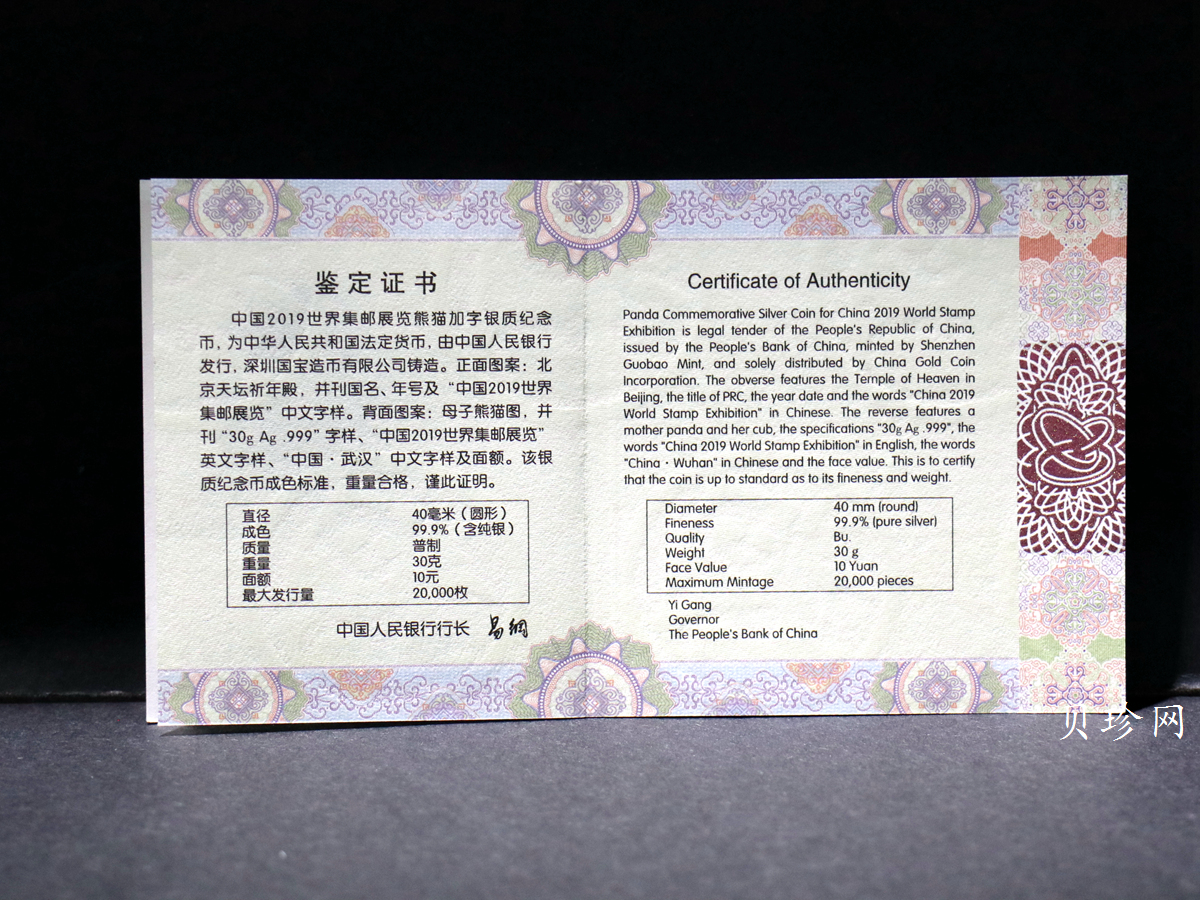 鉴定证书
中国2019世界集邮展览熊猫加字银质纪念
币，为中华人民共和国法定货币，由中国人民银行
发行，深圳国宝造币有限公司铸造。正面图案：北
京天坛祈年殿，并刊国名、年号及“中国2019世界
集邮展览”中文字样。背面图案：母子熊猫图，并
刊“30g Ag .999”字样、“中国2019世界集邮展览”
英文字样、“中国·武汉”中文字样及面额。该银
质纪念币成色标准，重量合格，谨此证明。
直径 40毫米（圆形）
成色 99.9%（含纯银）
质量 普制
重量 30克
面额 10元
最大发行量 20,000枚
中国人民银行行长 易纲
Certificate of Authenticity
Panda Commemorative Silver Coin for China 2019 World Stamp
Exhibition is legal tender of the People's Republic of China,
issued by the People's Bank of China, minted by Shenzhen
Guobao Mint, and solely distributed by China Gold Coin
Incorporation. The obverse features the Temple of Heaven in
Beijing, the title of PRC, the year date and the words "China 2019
World Stamp Exhibition" in Chinese. The reverse features a
mother panda and her cub, the specifications "30g Ag .999", the
words "China 2019 World Stamp Exhibition" in English, the words
"China · Wuhan" in Chinese and the face value. This is to certify
that the coin is up to standard as to its fineness and weight.
Diameter 40 mm (round)
Fineness 99.9% (pure silver)
Quality Bu.
Weight 30 g
Face Value 10 Yuan
Maximum Mintage 20,000 pieces
Yi Gang
Governor
The People's Bank of China
贝珍网